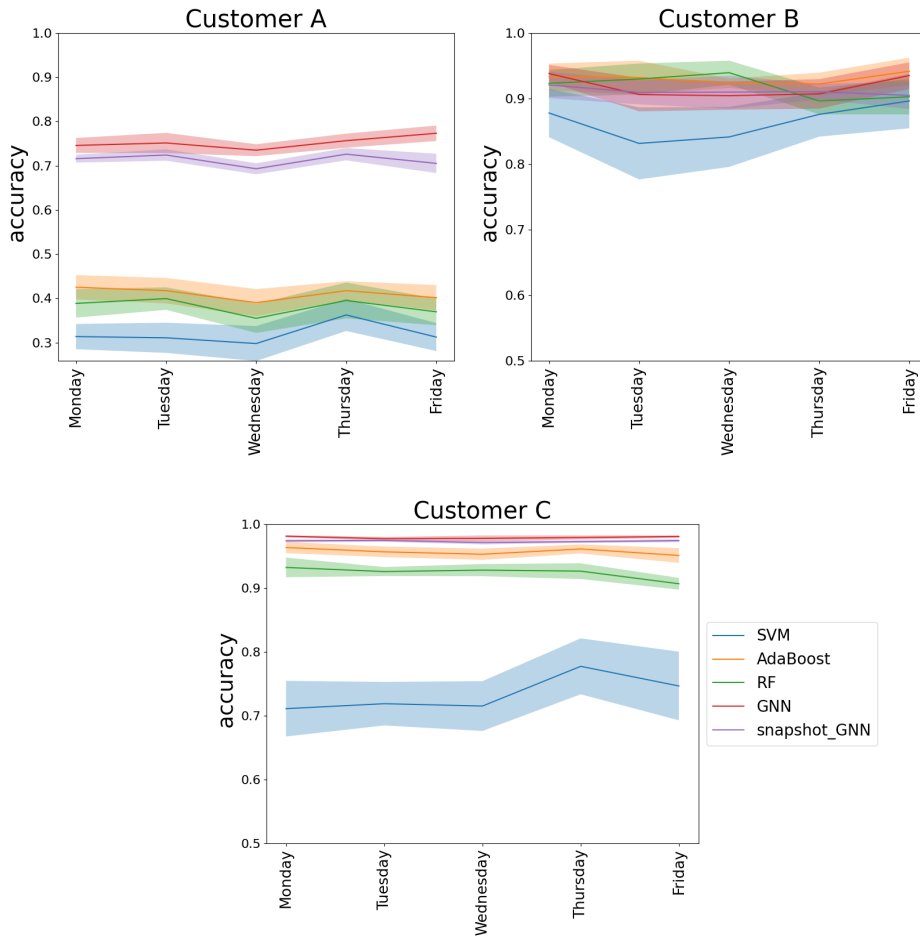 Customer A
1.0
0.9
0.8
0.7
0.6
0.5
0.4
0.3
accuracy
Monday
Tuesday
Wednesday
Thursday
Friday
Customer B
1.0
0.9
0.8
0.7
0.6
0.5
accuracy
Monday
Tuesday
Wednesday
Thursday
Friday
Customer C
1.0
0.9
0.8
0.7
0.6
0.5
accuracy
Monday
Tuesday
Wednesday
Thursday
Friday
SVM
AdaBoost
RF
GNN
snapshot_GNN